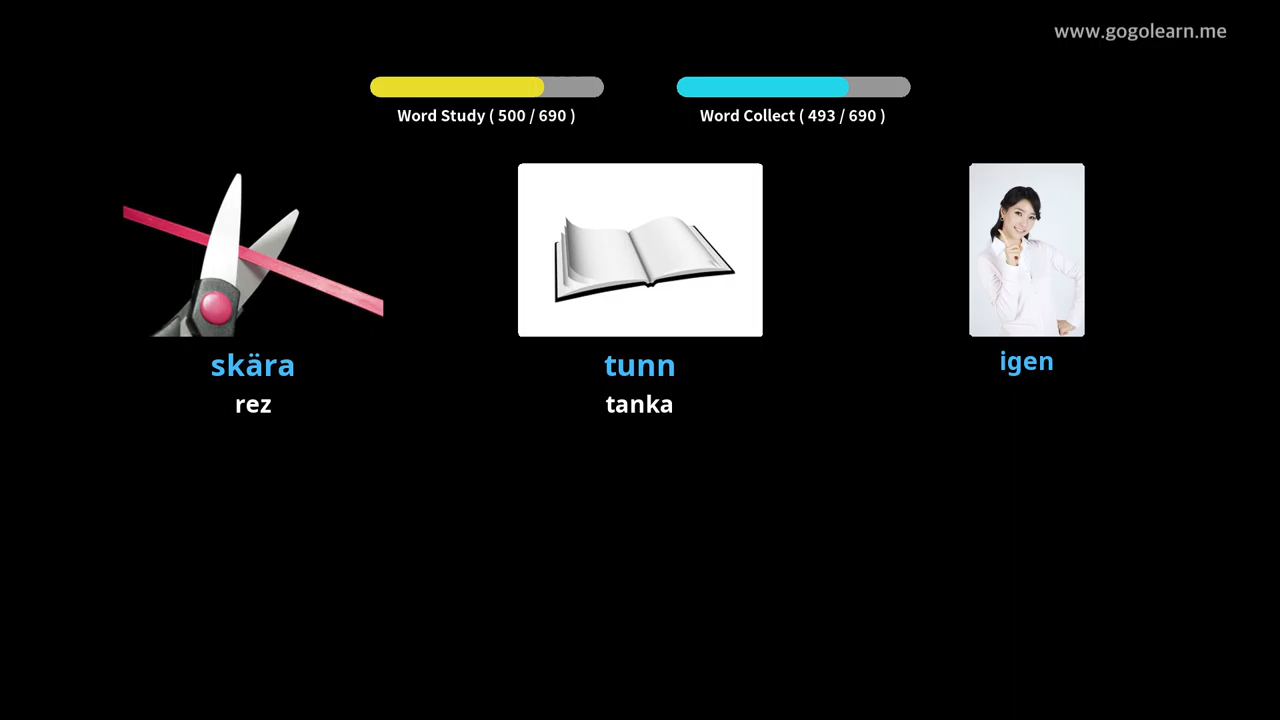 www.gogolearn.me
Word Study ( 500 / 690 )
Word Collect ( 493 / 690 )
skära
rez
tunn
tanka
igen